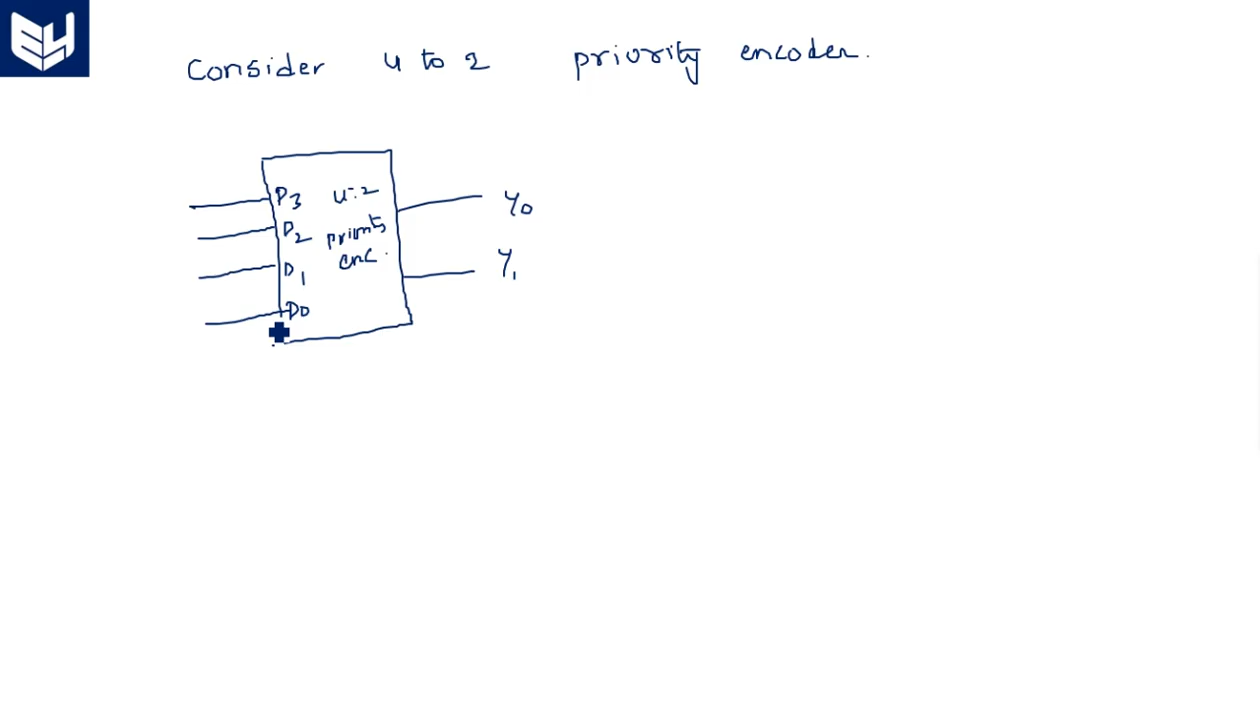 Consider 4 to 2 priority encoder.
D3 4:2 Y0
D2 priority
D1 enc. Y1
D0